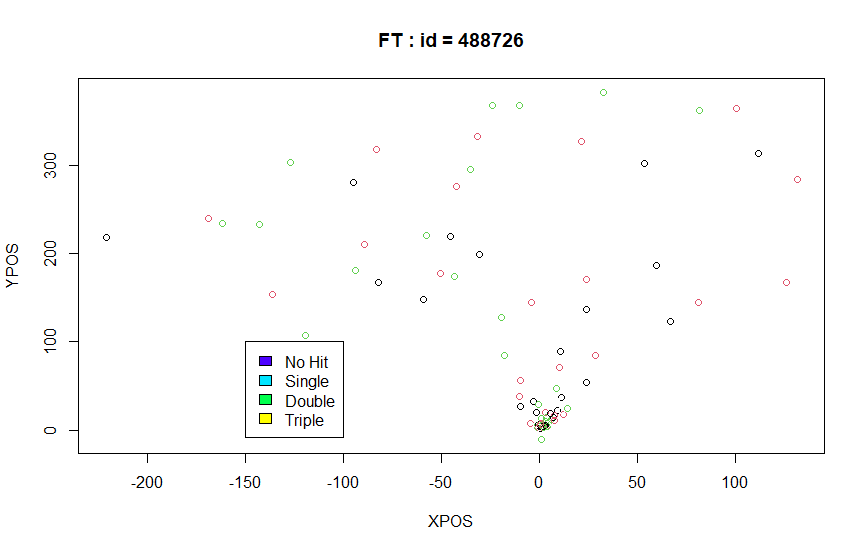 FT : id = 488726
300
200
100
0
YPOS
No Hit
Single
Double
Triple
-200 -150 -100 -50 0 50 100
XPOS